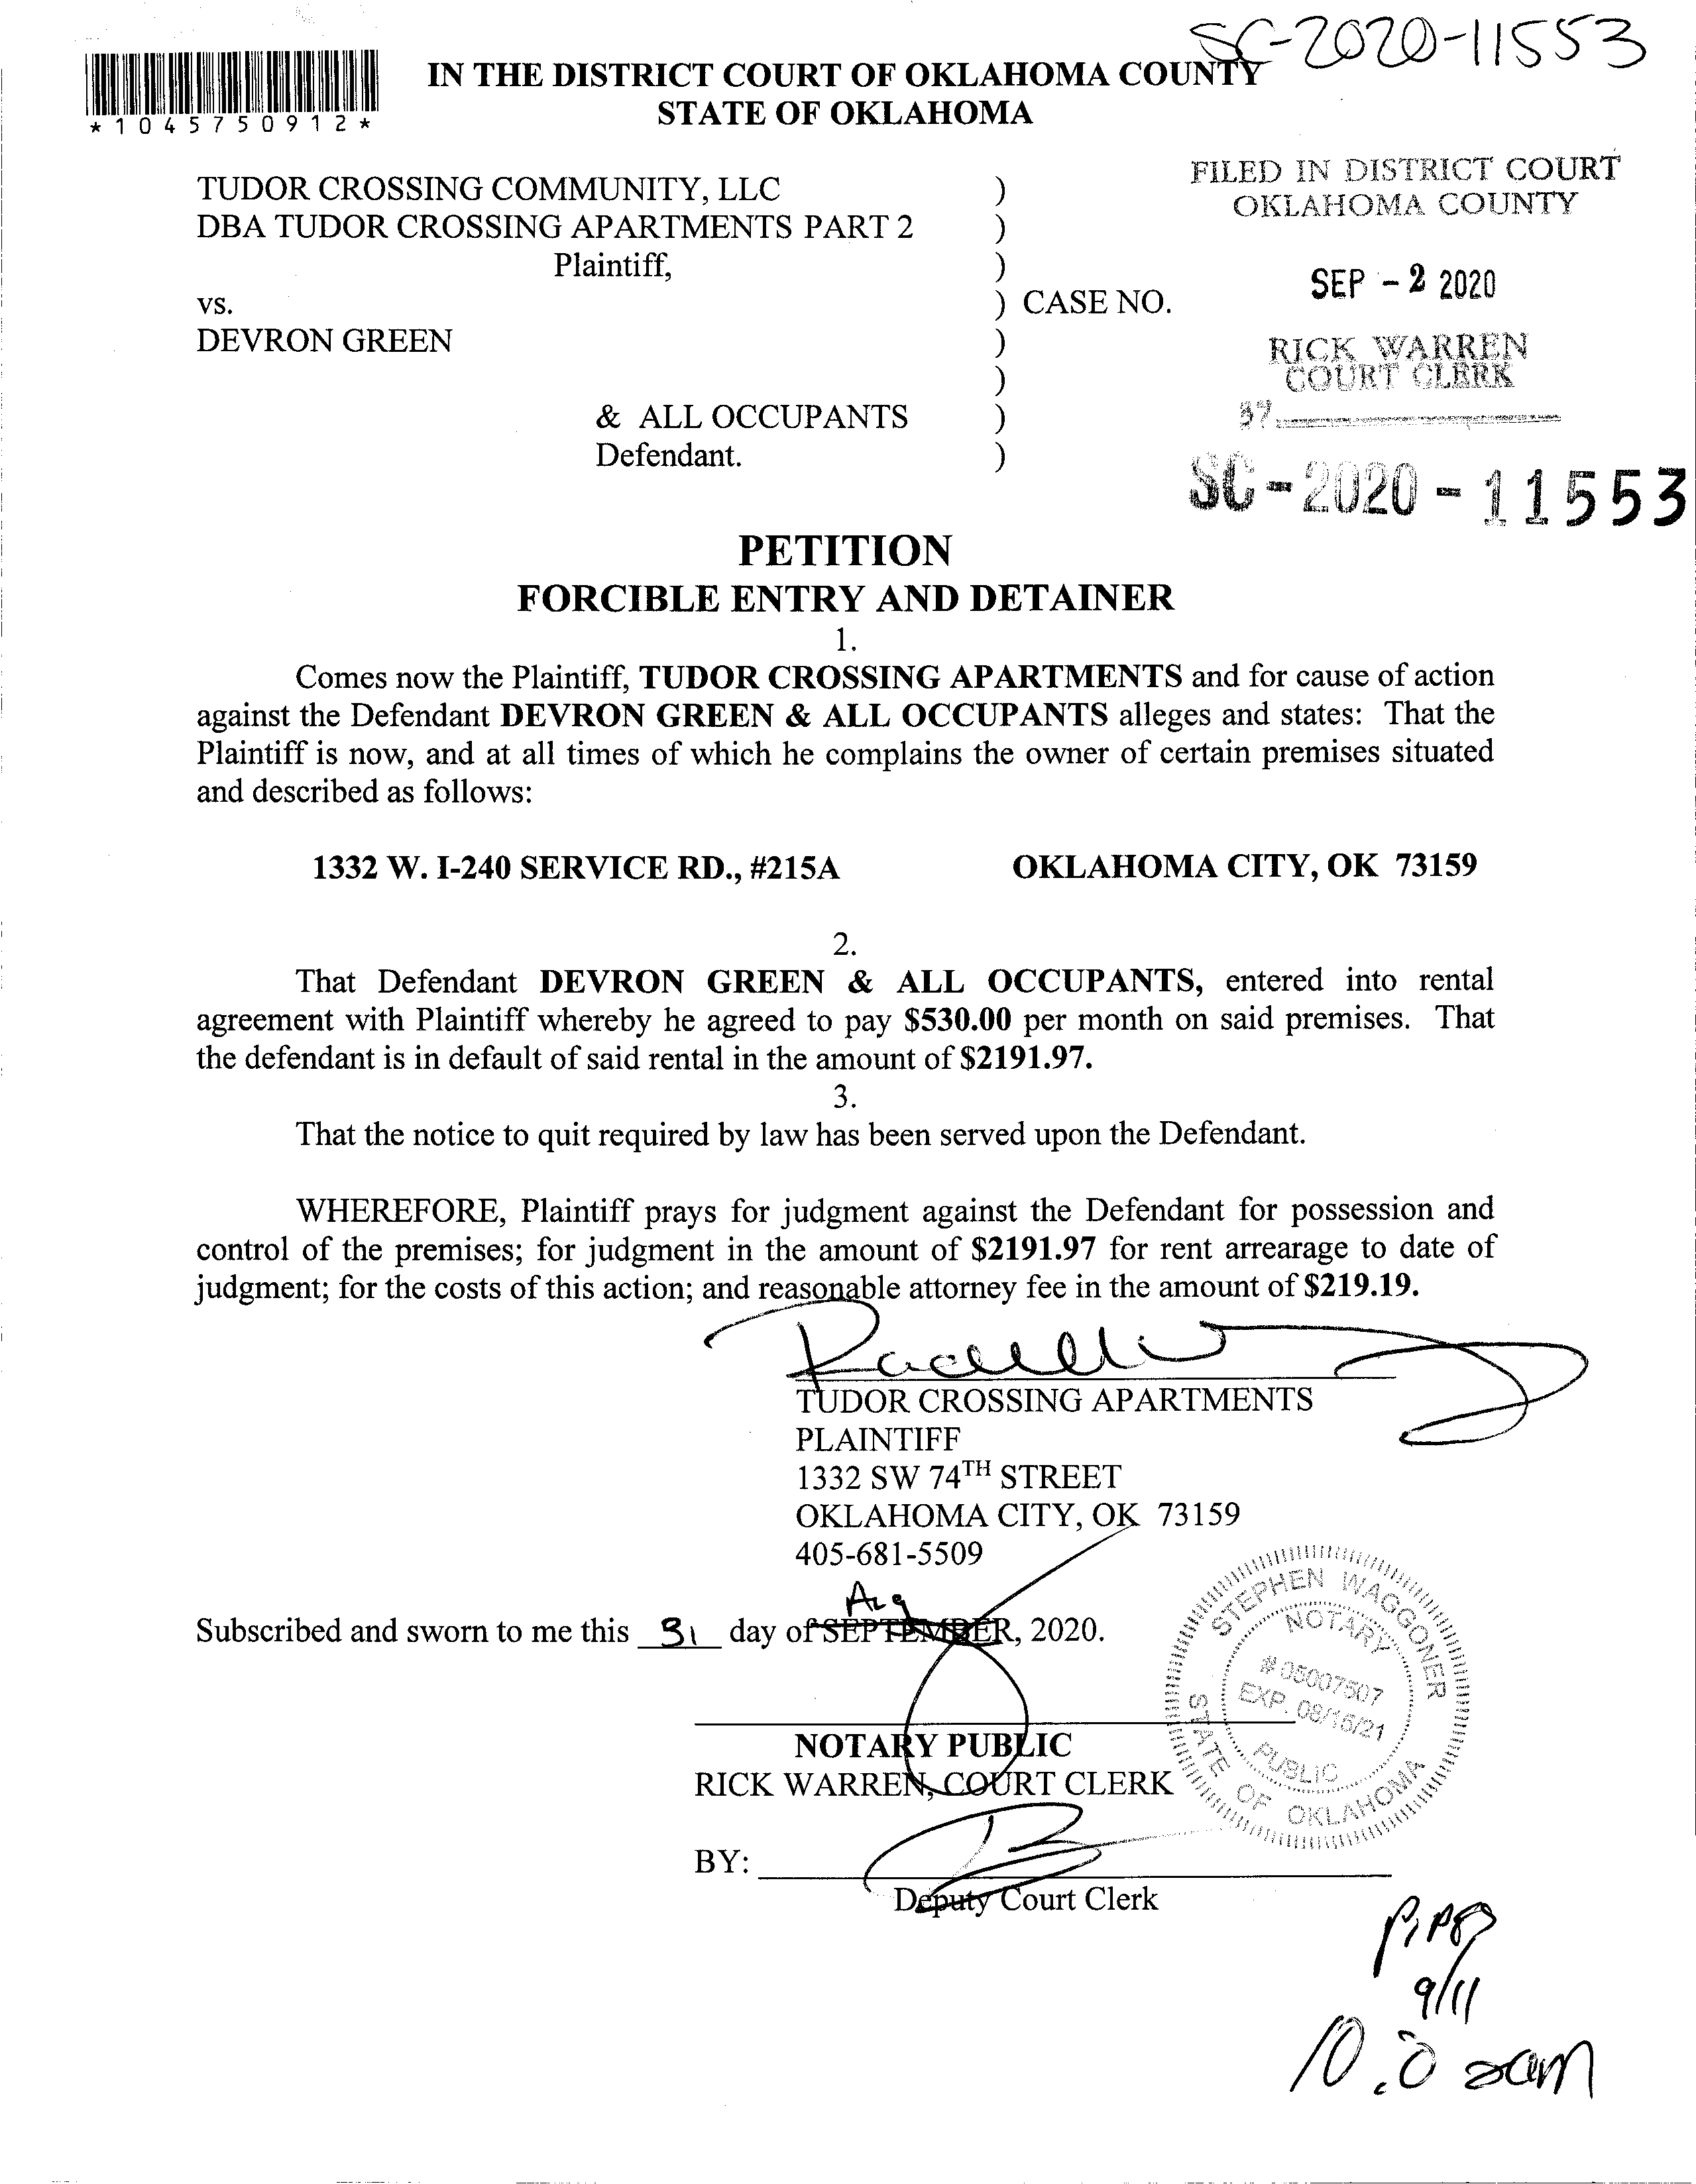 SC-2020-11553
*1045750912*
IN THE DISTRICT COURT OF OKLAHOMA COUNTY
STATE OF OKLAHOMA
FILED IN DISTRICT COURT
OKLAHOMA COUNTY
SEP - 2 2020
RICK WARREN
COURT CLERK
37
SC-2020-11553
TUDOR CROSSING COMMUNITY, LLC )
DBA TUDOR CROSSING APARTMENTS PART 2 )
Plaintiff, )
vs. ) CASE NO.
DEVRON GREEN )
)
& ALL OCCUPANTS )
Defendant. )
PETITION
FORCIBLE ENTRY AND DETAINER
1.
Comes now the Plaintiff, TUDOR CROSSING APARTMENTS and for cause of action
against the Defendant DEVRON GREEN & ALL OCCUPANTS alleges and states: That the
Plaintiff is now, and at all times of which he complains the owner of certain premises situated
and described as follows:
1332 W. I-240 SERVICE RD., #215A OKLAHOMA CITY, OK 73159
2.
That Defendant DEVRON GREEN & ALL OCCUPANTS, entered into rental
agreement with Plaintiff whereby he agreed to pay $530.00 per month on said premises. That
the defendant is in default of said rental in the amount of $2191.97.
3.
That the notice to quit required by law has been served upon the Defendant.
WHEREFORE, Plaintiff prays for judgment against the Defendant for possession and
control of the premises; for judgment in the amount of $2191.97 for rent arrearage to date of
judgment; for the costs of this action; and reasonable attorney fee in the amount of $219.19.
TUDOR CROSSING APARTMENTS
PLAINTIFF
1332 SW 74TH STREET
OKLAHOMA CITY, OK 73159
405-681-5509
Aug
Subscribed and sworn to me this 31 day of SEPTEMBER, 2020.
STEPHEN WAGGONER
NOTARY
# 05007507
EXP. 08/15/21
PUBLIC
STATE OF OKLAHOMA
NOTARY PUBLIC
RICK WARREN, COURT CLERK
BY:
Deputy Court Clerk
9/11